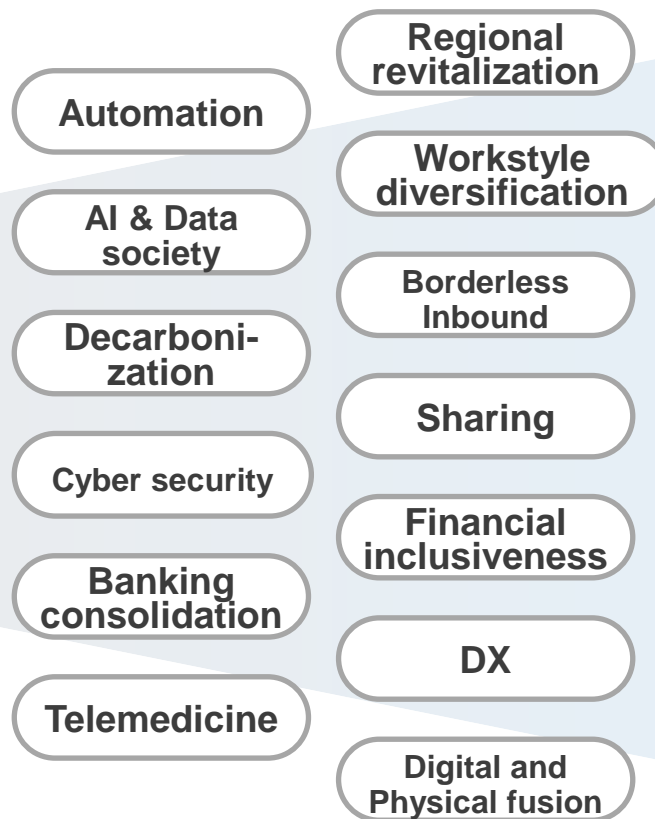 Automation
AI & Data
society
Decarboni-
zation
Cyber security
Banking
consolidation
Telemedicine
Regional
revitalization
Workstyle
diversification
Borderless
Inbound
Sharing
Financial
inclusiveness
DX
Digital and
Physical fusion